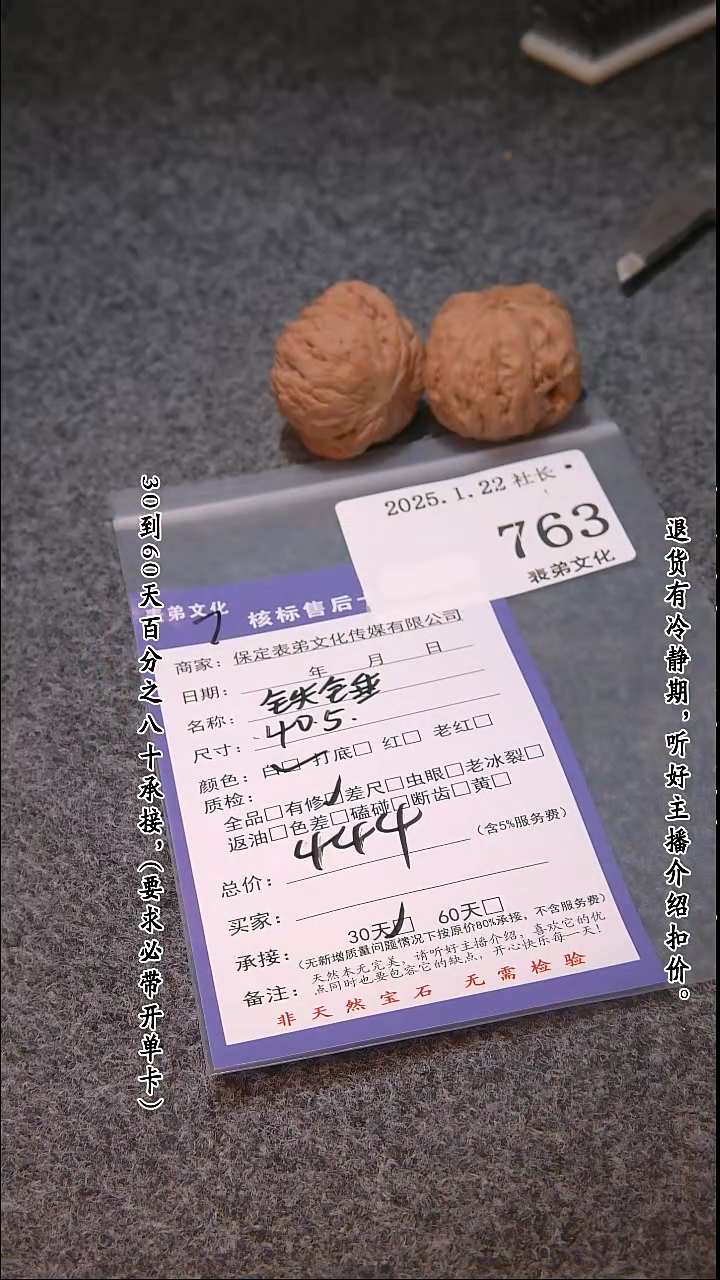 2025.1.22 社长
763
表弟文化
表弟文化
7
核标售后
商家：保定表弟文化传媒有限公司
日期： 年 月 日
名称：铁锤
尺寸：405.
颜色：白□ 打底□ 红□ 老红□
质检：全品□有修□差尺□虫眼□老冰裂□
返油□色差□磕碰□断齿□黄□
总价：444（含5%服务费）
买家：
承接：30天□ 60天□
（无新增质量问题情况下按原价80%承接，不含服务费）
备注：天然本无完美，请听好主播介绍，喜欢它的优
点同时也要包容它的缺点，开心快乐每一天！
非天然宝石 无需检验
30到60天百分之八十承接，（要求必带开单卡）
退货有冷静期，听好主播介绍扣价。